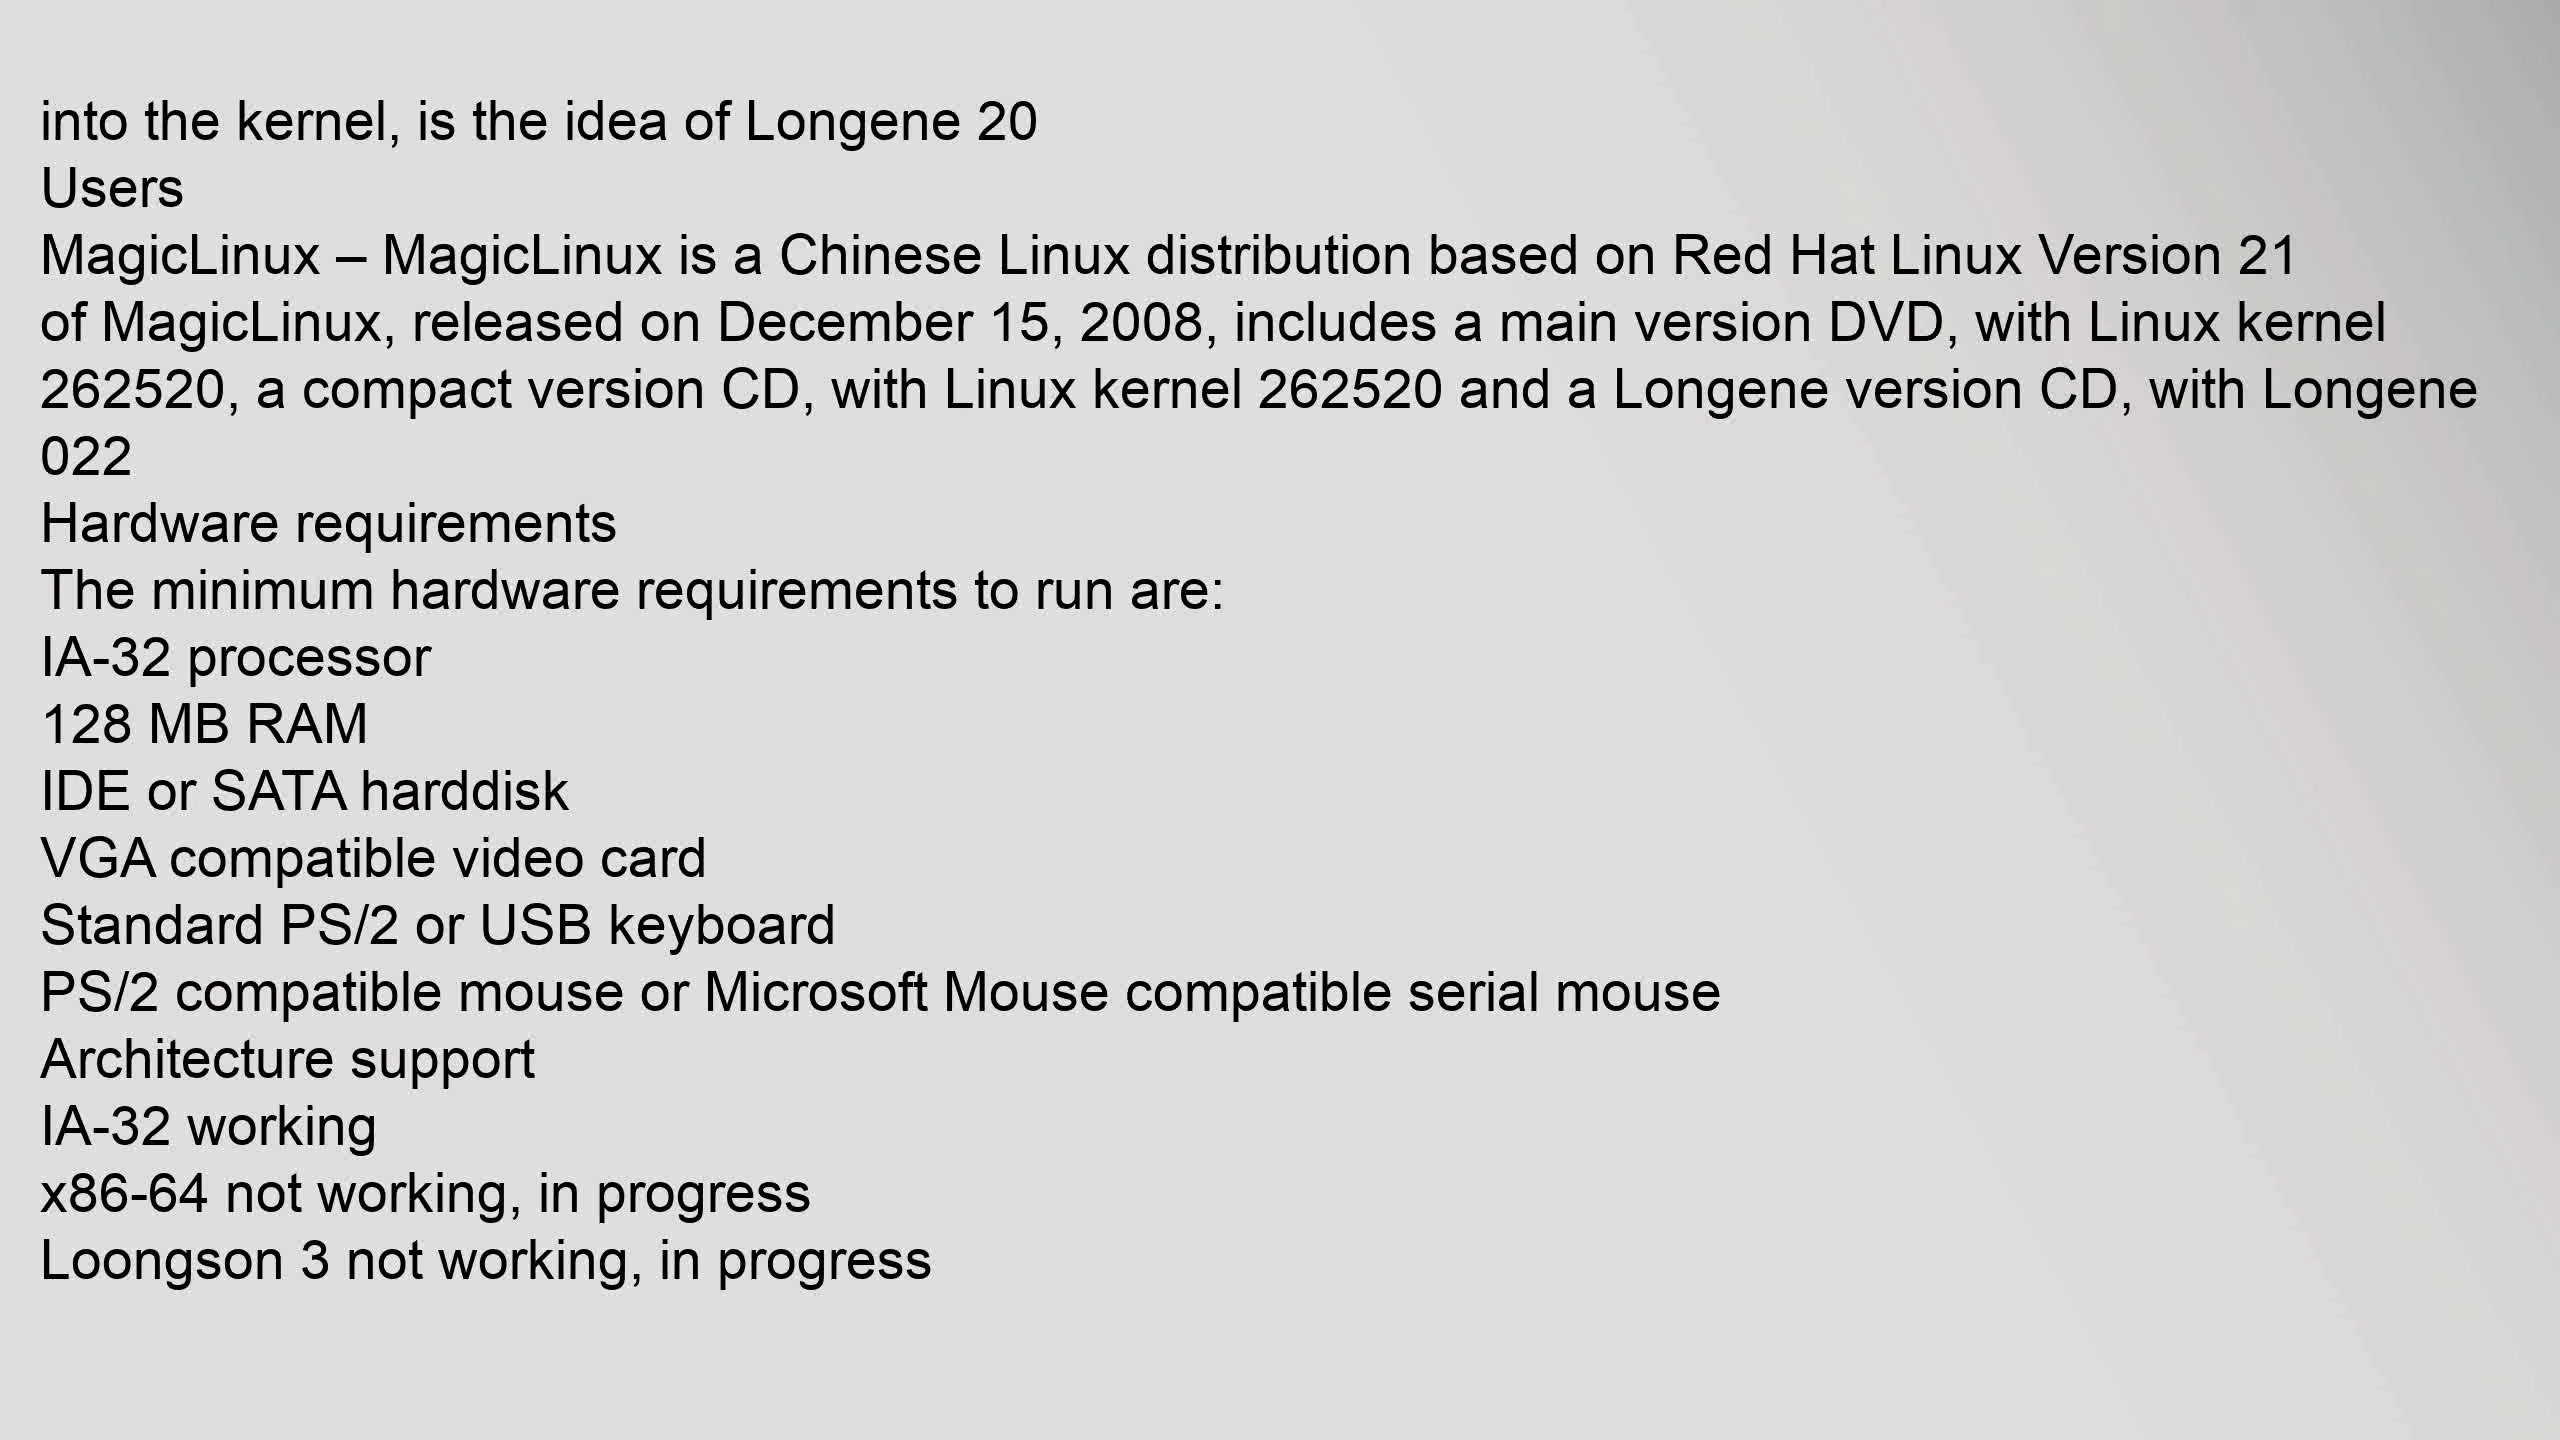 into the kernel, is the idea of Longene 20
Users
MagicLinux – MagicLinux is a Chinese Linux distribution based on Red Hat Linux Version 21
of MagicLinux, released on December 15, 2008, includes a main version DVD, with Linux kernel
262520, a compact version CD, with Linux kernel 262520 and a Longene version CD, with Longene
022
Hardware requirements
The minimum hardware requirements to run are:
IA-32 processor
128 MB RAM
IDE or SATA harddisk
VGA compatible video card
Standard PS/2 or USB keyboard
PS/2 compatible mouse or Microsoft Mouse compatible serial mouse
Architecture support
IA-32 working
x86-64 not working, in progress
Loongson 3 not working, in progress